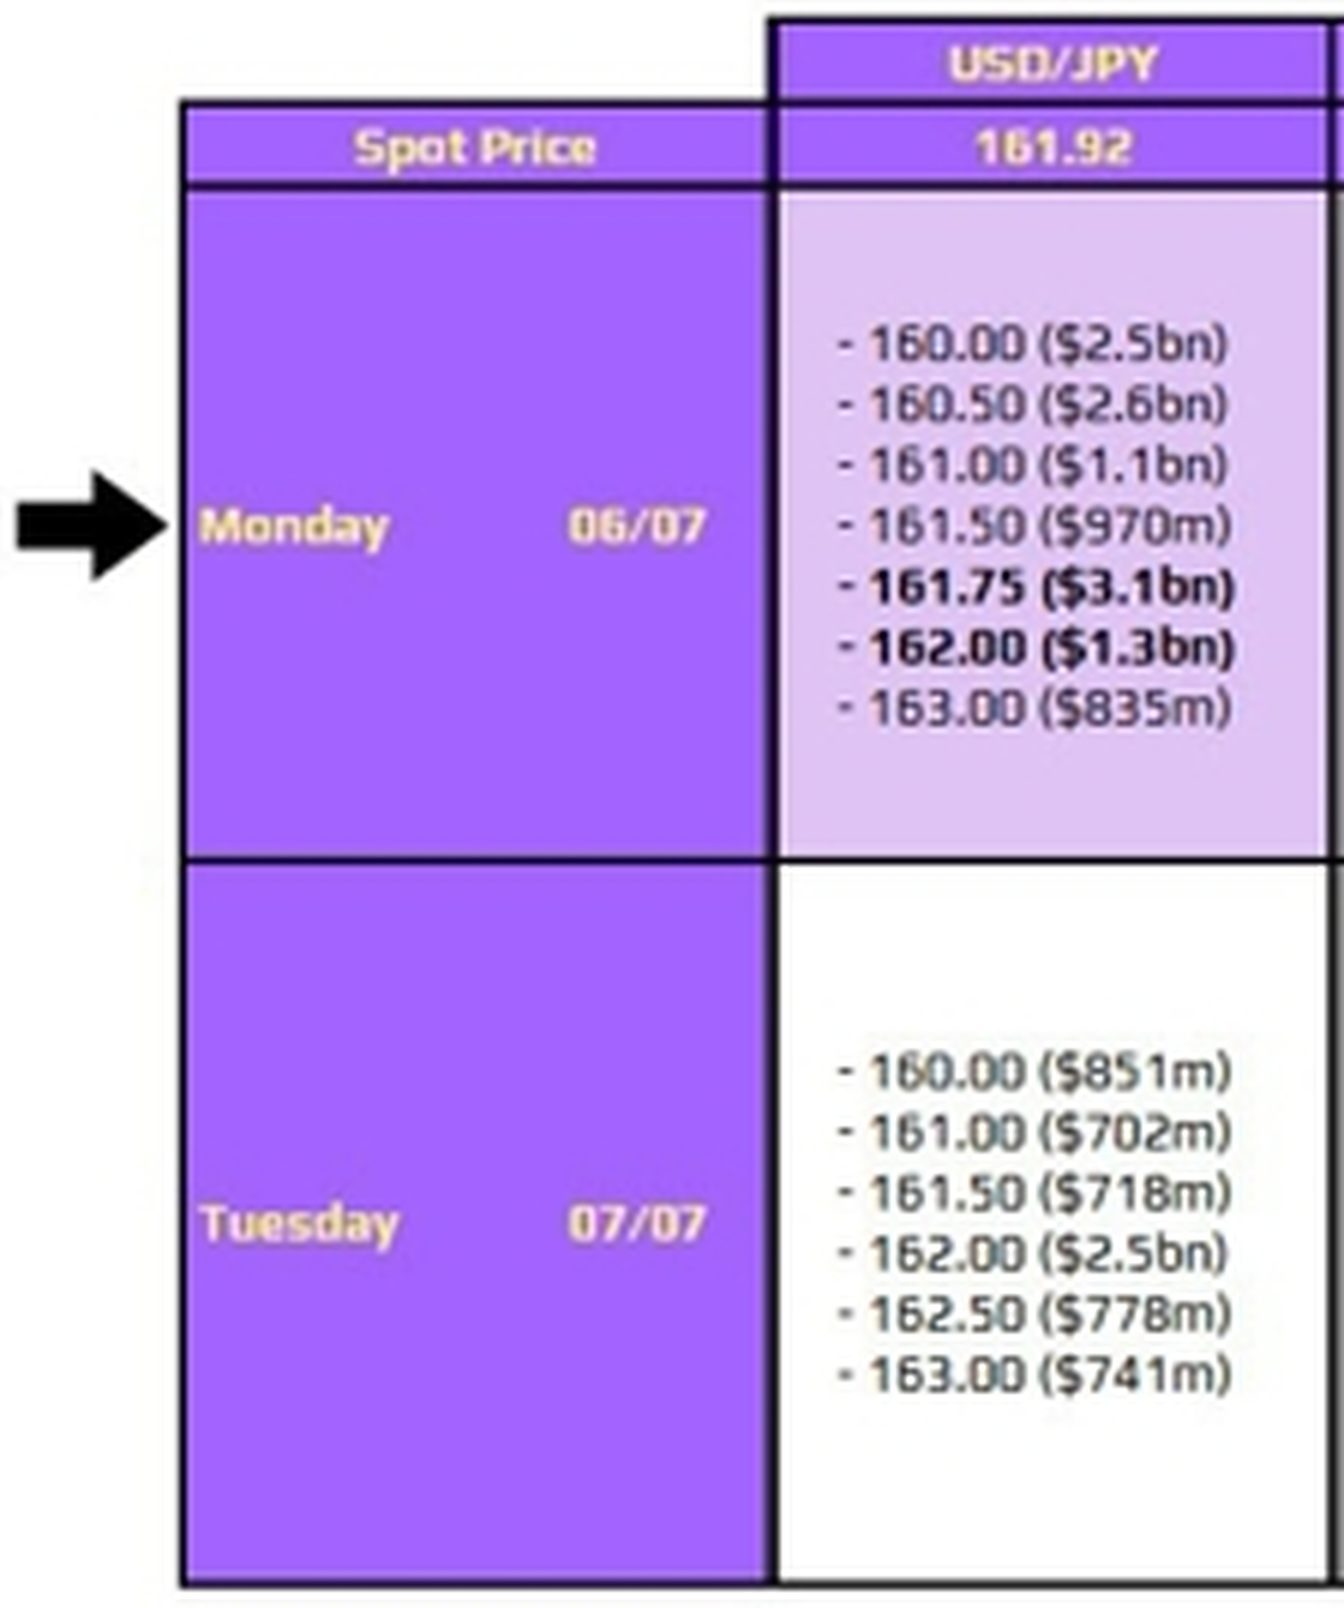 USD/JPY
Spot Price 161.92
Monday 06/07
- 160.00 ($2.5bn)
- 160.50 ($2.6bn)
- 161.00 ($1.1bn)
- 161.50 ($970m)
- 161.75 ($3.1bn)
- 162.00 ($1.3bn)
- 163.00 ($835m)
Tuesday 07/07
- 160.00 ($851m)
- 161.00 ($702m)
- 161.50 ($718m)
- 162.00 ($2.5bn)
- 162.50 ($778m)
- 163.00 ($741m)